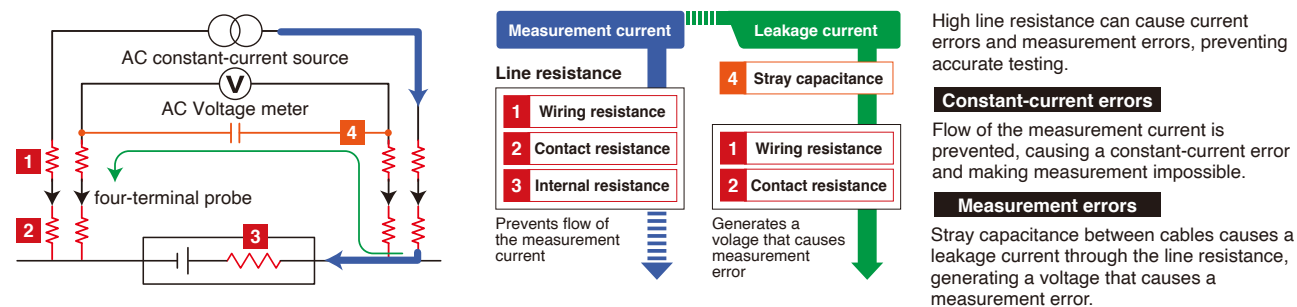 AC constant-current source
V
AC Voltage meter
4
1
four-terminal probe
2
3
Measurement current
Line resistance
1 Wiring resistance
2 Contact resistance
3 Internal resistance
Prevents flow of
the measurement
current
Leakage current
4 Stray capacitance
1 Wiring resistance
2 Contact resistance
Generates a
volage that causes
measurement
error
High line resistance can cause current
errors and measurement errors, preventing
accurate testing.
Constant-current errors
Flow of the measurement current is
prevented, causing a constant-current error
and making measurement impossible.
Measurement errors
Stray capacitance between cables causes a
leakage current through the line resistance,
generating a voltage that causes a
measurement error.